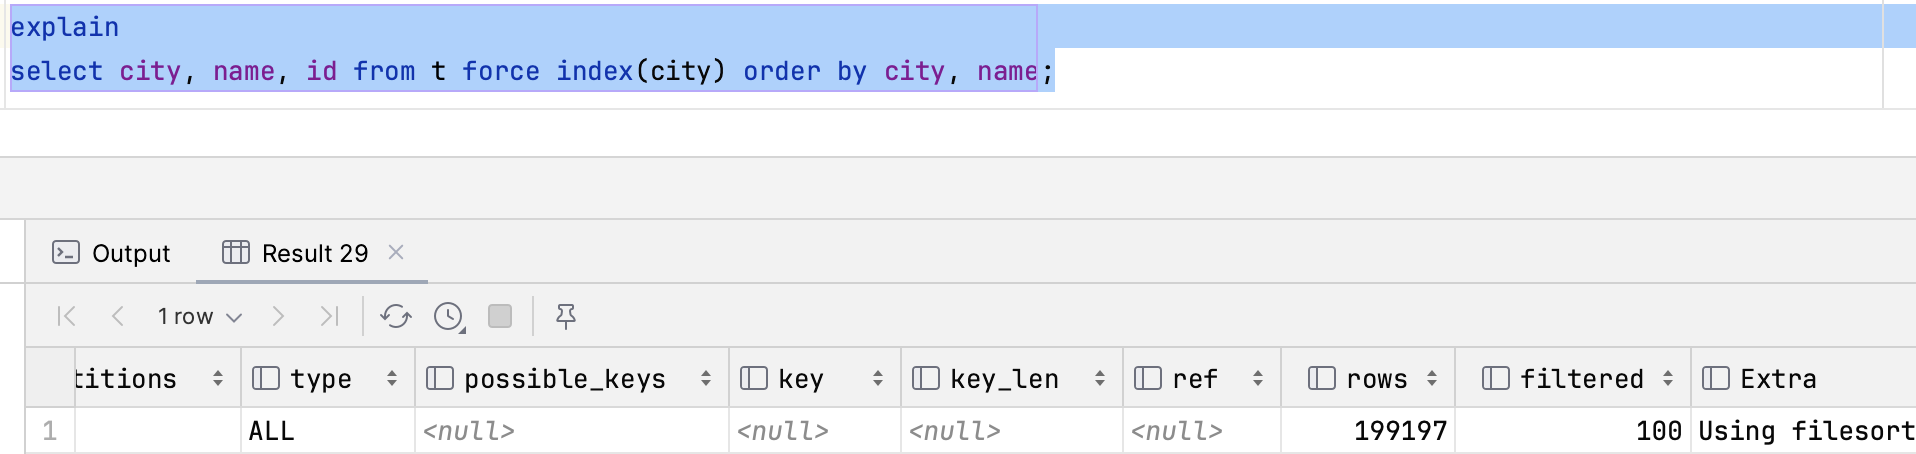 explain
select city, name, id from t force index(city) order by city, name;
Output
Result 29
1 row
titions type possible_keys key key_len ref rows filtered Extra
1 ALL <null> <null> <null> <null> 199197 100 Using filesort